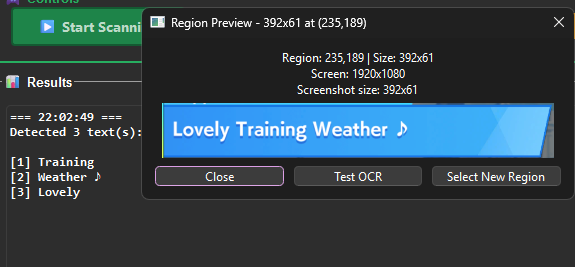 Controls
Start Scanni
Results
=== 22:02:49 ===
Detected 3 text(s):
[1] Training
[2] Weather ♪
[3] Lovely
Region Preview - 392x61 at (235,189)
Region: 235,189 | Size: 392x61
Screen: 1920x1080
Screenshot size: 392x61
Lovely Training Weather ♪
Close
Test OCR
Select New Region